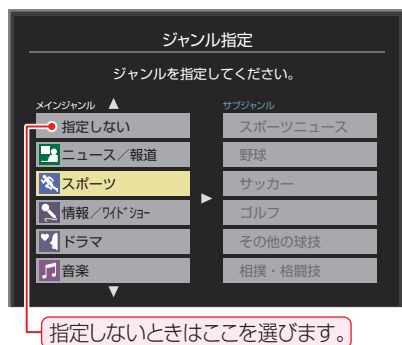 ジャンル指定
ジャンルを指定してください。
メインジャンル
サブジャンル
指定しない
スポーツニュース
ニュース／報道
野球
スポーツ
サッカー
情報／ﾜｲﾄﾞｼｮｰ
ゴルフ
ドラマ
その他の球技
音楽
相撲・格闘技
指定しないときはここを選びます。